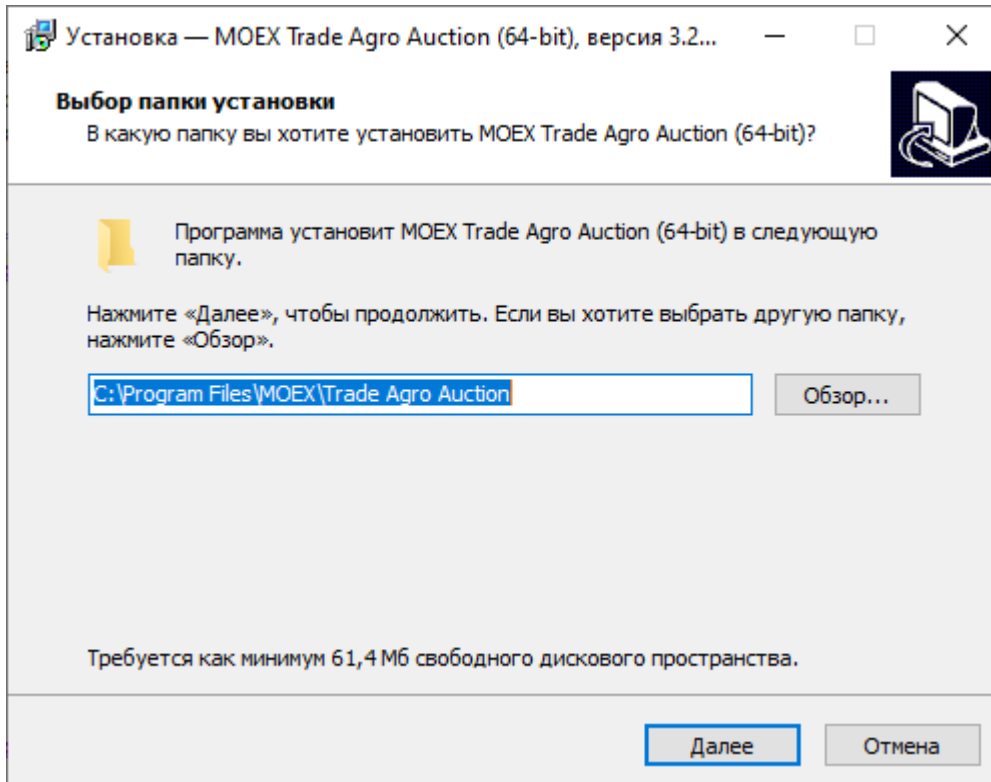 Установка — MOEX Trade Agro Auction (64-bit), версия 3.2...
Выбор папки установки
В какую папку вы хотите установить MOEX Trade Agro Auction (64-bit)?
Программа установит MOEX Trade Agro Auction (64-bit) в следующую
папку.
Нажмите «Далее», чтобы продолжить. Если вы хотите выбрать другую папку,
нажмите «Обзор».
C:\Program Files\MOEX\Trade Agro Auction
Обзор...
Требуется как минимум 61,4 Мб свободного дискового пространства.
Далее
Отмена